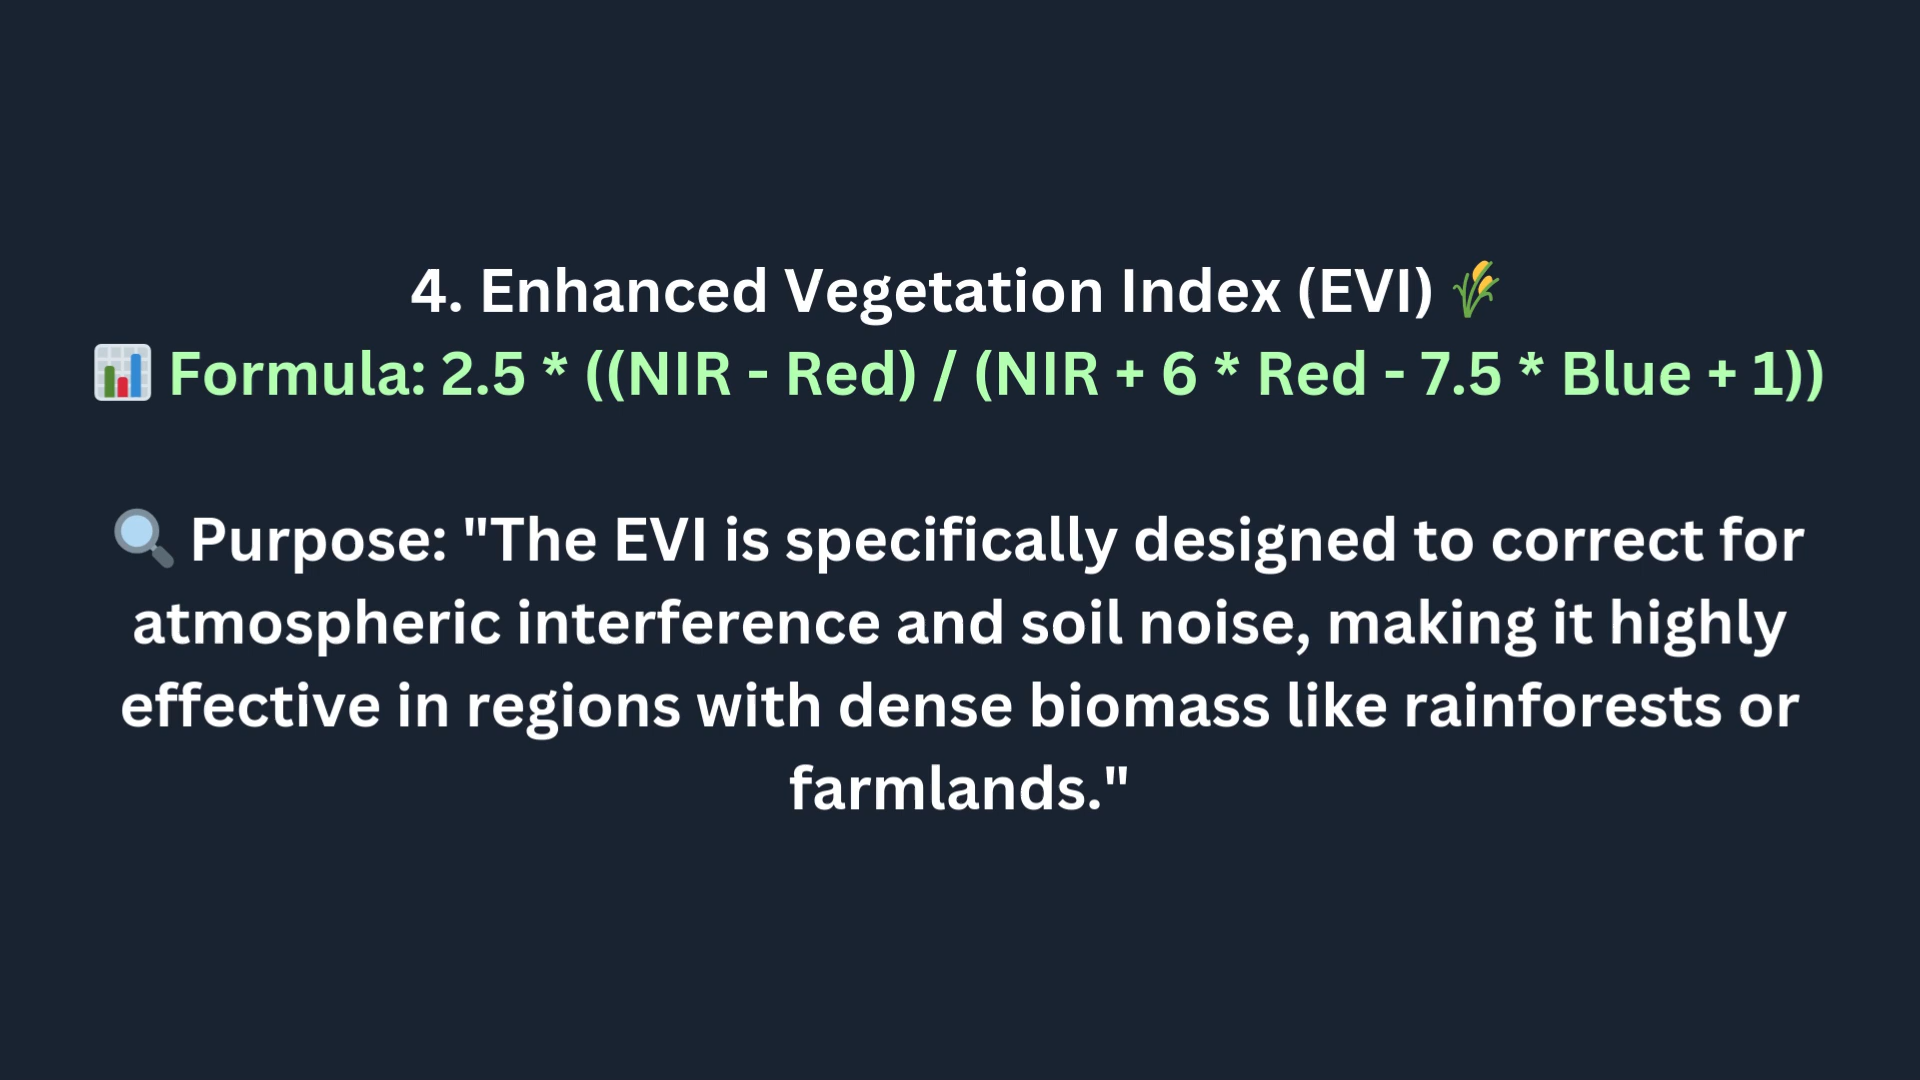 4. Enhanced Vegetation Index (EVI) 🌾
📊 Formula: 2.5 * ((NIR - Red) / (NIR + 6 * Red - 7.5 * Blue + 1))
🔍 Purpose: "The EVI is specifically designed to correct for
atmospheric interference and soil noise, making it highly
effective in regions with dense biomass like rainforests or
farmlands."